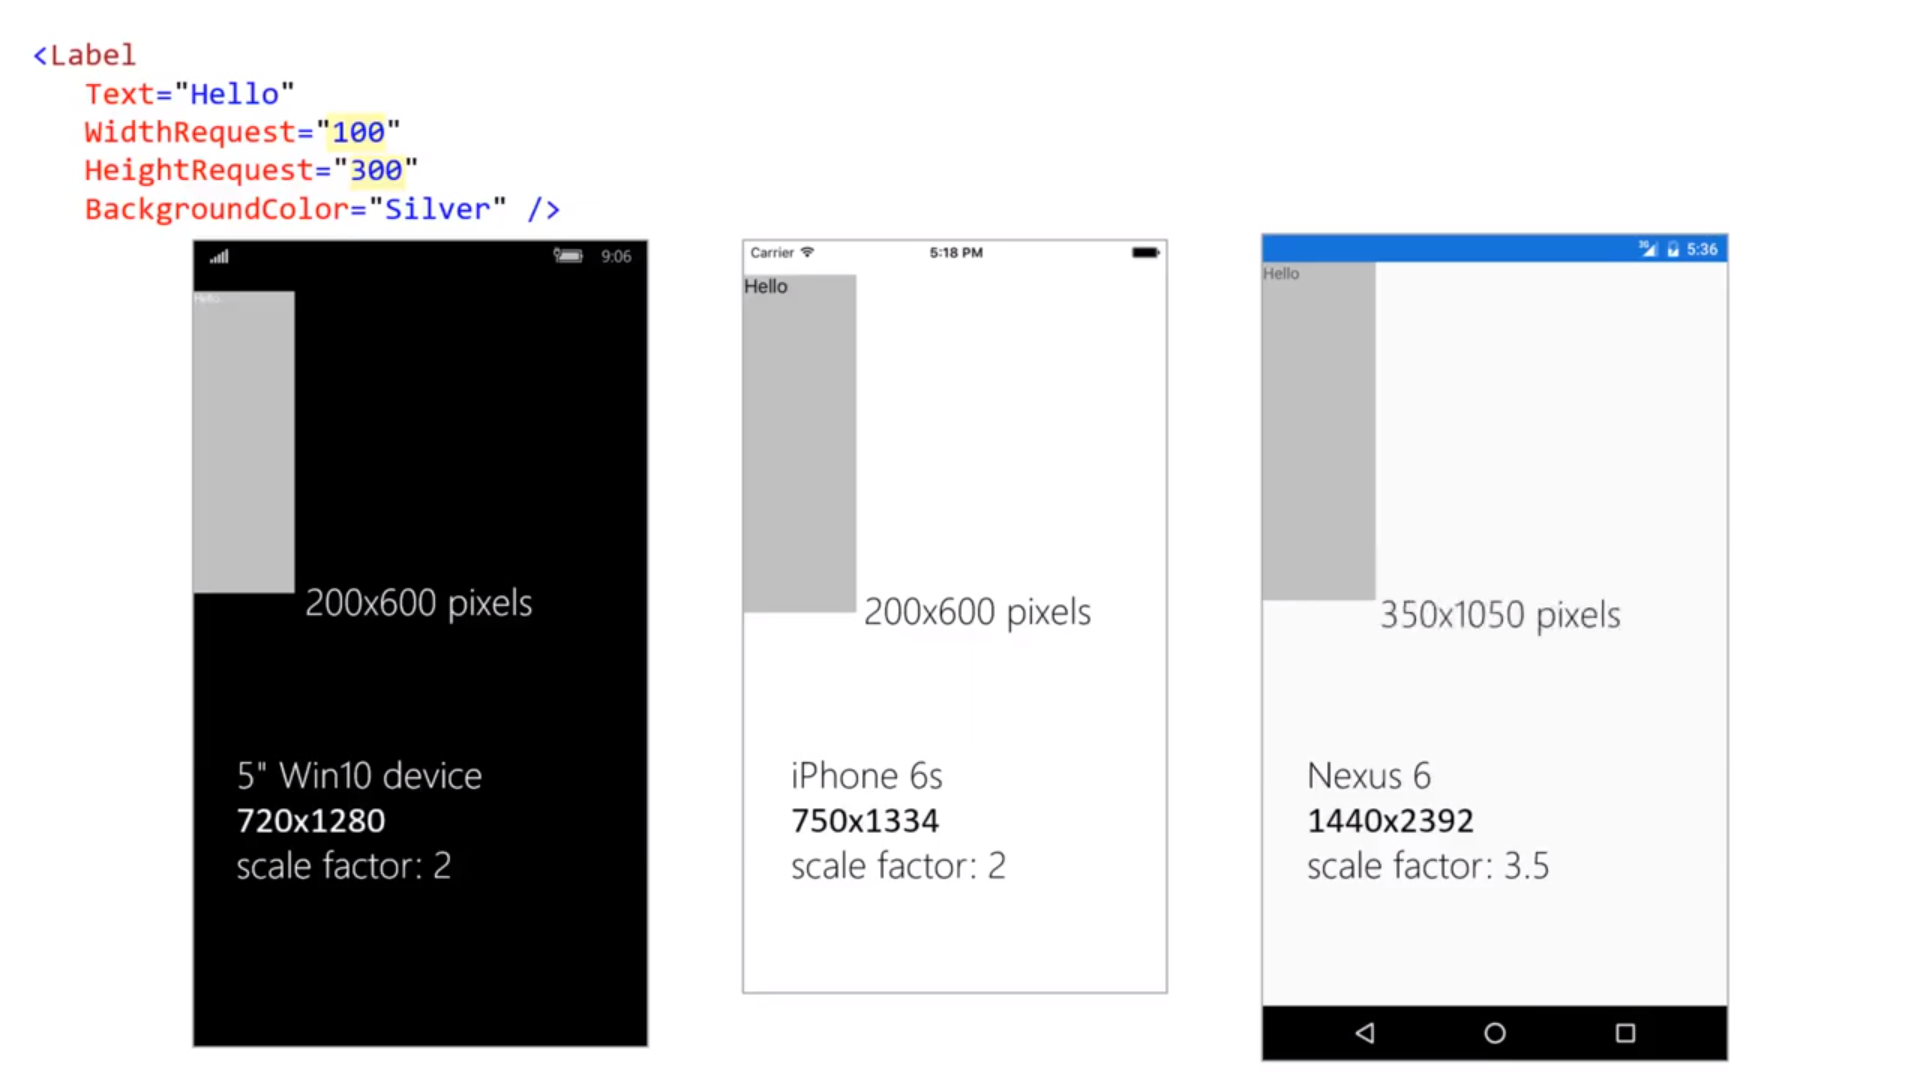 <Label
Text="Hello"
WidthRequest="100"
HeightRequest="300"
BackgroundColor="Silver" />
9:06
Hello
200x600 pixels
5" Win10 device
720x1280
scale factor: 2
Carrier 5:18 PM
Hello
200x600 pixels
iPhone 6s
750x1334
scale factor: 2
3G 5:36
Hello
350x1050 pixels
Nexus 6
1440x2392
scale factor: 3.5